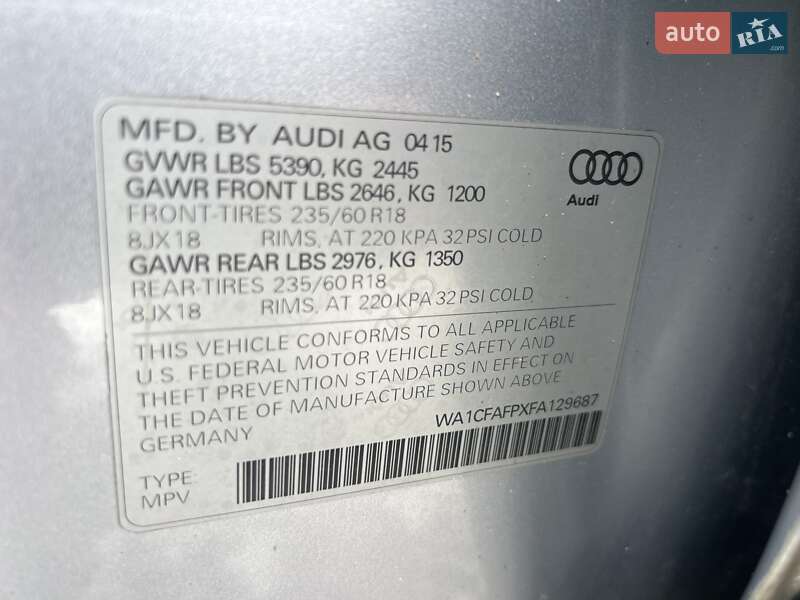 auto RIA.com
MFD. BY AUDI AG 04 15
GVWR LBS 5390, KG 2445
GAWR FRONT LBS 2646, KG 1200
FRONT-TIRES 235/60 R18
8JX18 RIMS, AT 220 KPA 32 PSI COLD
GAWR REAR LBS 2976, KG 1350
REAR-TIRES 235/60 R18
8JX18 RIMS, AT 220 KPA 32 PSI COLD
Audi
THIS VEHICLE CONFORMS TO ALL APPLICABLE
U.S. FEDERAL MOTOR VEHICLE SAFETY AND
THEFT PREVENTION STANDARDS IN EFFECT ON
THE DATE OF MANUFACTURE SHOWN ABOVE
GERMANY
WA1CFAFPXFA129687
TYPE:
MPV